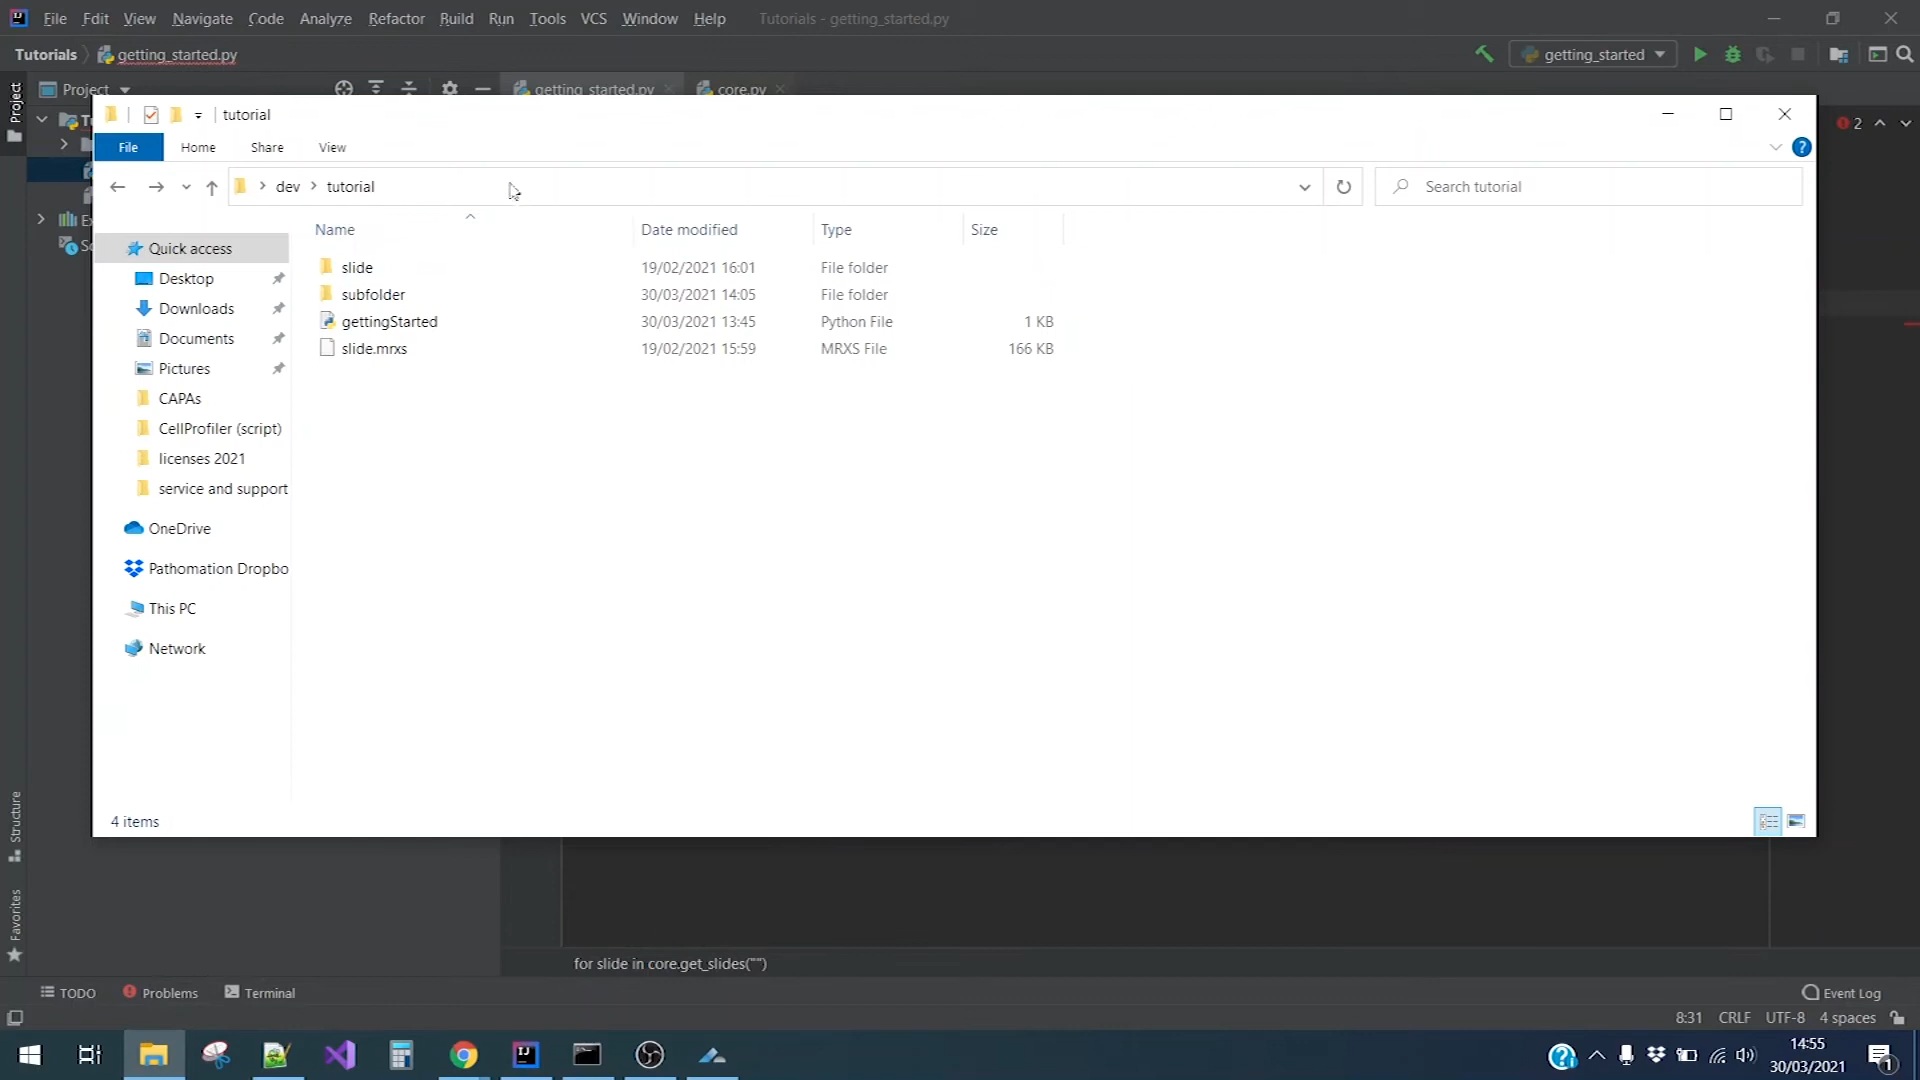 File Edit View Navigate Code Analyze Refactor Build Run Tools VCS Window Help Tutorials - getting_started.py
Tutorials getting_started.py getting_started
Project Project getting_started.py core.py
tutorial
2
File Home Share View
dev tutorial Search tutorial
Name Date modified Type Size
Quick access
Desktop
Downloads
Documents
Pictures
CAPAs
CellProfiler (script)
licenses 2021
service and support
OneDrive
Pathomation Dropbo
This PC
Network
slide 19/02/2021 16:01 File folder
subfolder 30/03/2021 14:05 File folder
gettingStarted 30/03/2021 13:45 Python File 1 KB
slide.mrxs 19/02/2021 15:59 MRXS File 166 KB
4 items
Structure
Favorites
for slide in core.get_slides("")
TODO Problems Terminal Event Log
8:31 CRLF UTF-8 4 spaces
14:55
30/03/2021
1